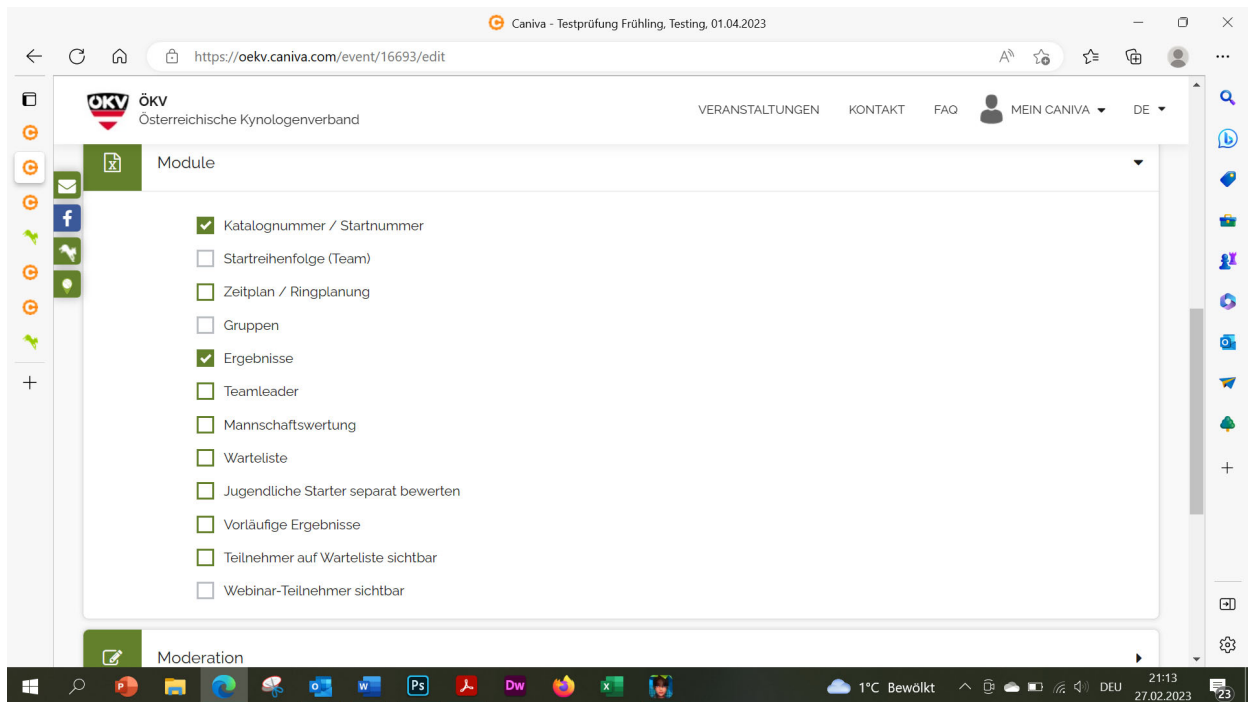 Caniva - Testprüfung Frühling, Testing, 01.04.2023
https://oekv.caniva.com/event/16693/edit
ÖKV
ÖKV
Österreichische Kynologenverband
VERANSTALTUNGEN KONTAKT FAQ MEIN CANIVA DE
Module
Katalognummer / Startnummer
Startreihenfolge (Team)
Zeitplan / Ringplanung
Gruppen
Ergebnisse
Teamleader
Mannschaftswertung
Warteliste
Jugendliche Starter separat bewerten
Vorläufige Ergebnisse
Teilnehmer auf Warteliste sichtbar
Webinar-Teilnehmer sichtbar
Moderation
Ps
Dw
1°C Bewölkt
DEU
21:13
27.02.2023
23